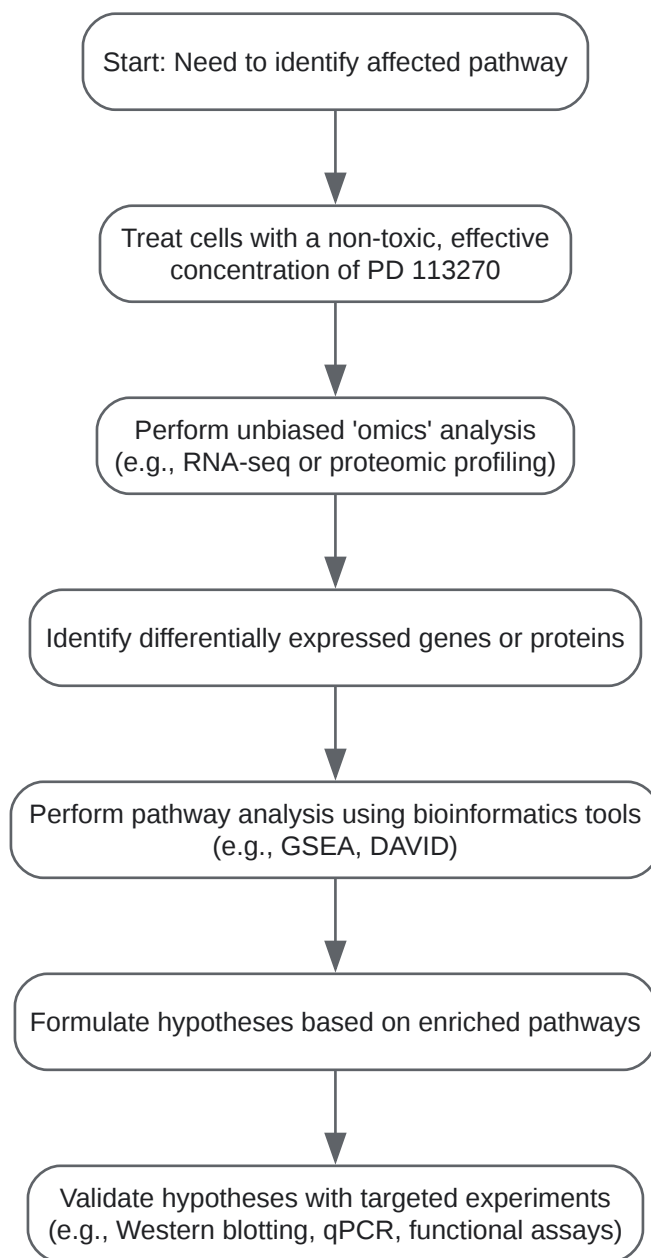 Start: Need to identify affected pathway
Treat cells with a non-toxic, effective
concentration of PD 113270
Perform unbiased 'omics' analysis
(e.g., RNA-seq or proteomic profiling)
Identify differentially expressed genes or proteins
Perform pathway analysis using bioinformatics tools
(e.g., GSEA, DAVID)
Formulate hypotheses based on enriched pathways
Validate hypotheses with targeted experiments
(e.g., Western blotting, qPCR, functional assays)